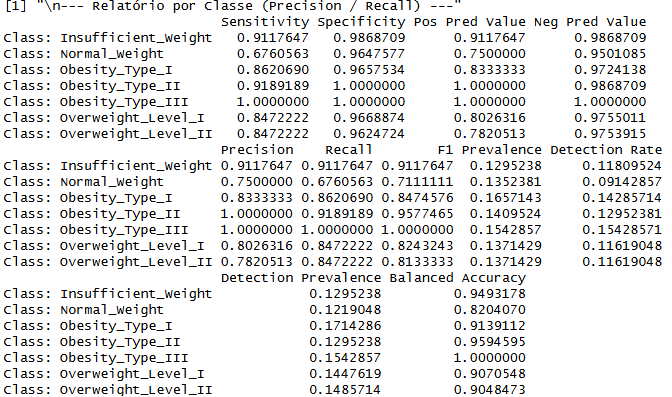 [1] "\n--- Relatório por Classe (Precision / Recall) ---"
Sensitivity Specificity Pos Pred Value Neg Pred Value
Class: Insufficient_Weight 0.9117647 0.9868709 0.9117647 0.9868709
Class: Normal_Weight 0.6760563 0.9647577 0.7500000 0.9501085
Class: Obesity_Type_I 0.8620690 0.9657534 0.8333333 0.9724138
Class: Obesity_Type_II 0.9189189 1.0000000 1.0000000 0.9868709
Class: Obesity_Type_III 1.0000000 1.0000000 1.0000000 1.0000000
Class: Overweight_Level_I 0.8472222 0.9668874 0.8026316 0.9755011
Class: Overweight_Level_II 0.8472222 0.9624724 0.7820513 0.9753915
Precision Recall F1 Prevalence Detection Rate
Class: Insufficient_Weight 0.9117647 0.9117647 0.9117647 0.1295238 0.11809524
Class: Normal_Weight 0.7500000 0.6760563 0.7111111 0.1352381 0.09142857
Class: Obesity_Type_I 0.8333333 0.8620690 0.8474576 0.1657143 0.14285714
Class: Obesity_Type_II 1.0000000 0.9189189 0.9577465 0.1409524 0.12952381
Class: Obesity_Type_III 1.0000000 1.0000000 1.0000000 0.1542857 0.15428571
Class: Overweight_Level_I 0.8026316 0.8472222 0.8243243 0.1371429 0.11619048
Class: Overweight_Level_II 0.7820513 0.8472222 0.8133333 0.1371429 0.11619048
Detection Prevalence Balanced Accuracy
Class: Insufficient_Weight 0.1295238 0.9493178
Class: Normal_Weight 0.1219048 0.8204070
Class: Obesity_Type_I 0.1714286 0.9139112
Class: Obesity_Type_II 0.1295238 0.9594595
Class: Obesity_Type_III 0.1542857 1.0000000
Class: Overweight_Level_I 0.1447619 0.9070548
Class: Overweight_Level_II 0.1485714 0.9048473